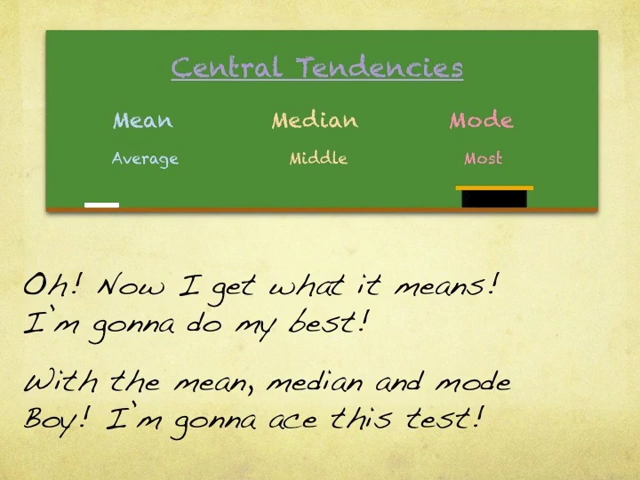 Central Tendencies
Mean Median Mode
Average Middle Most
Oh! Now I get what it means!
I'm gonna do my best!
With the mean, median and mode
Boy! I'm gonna ace this test!